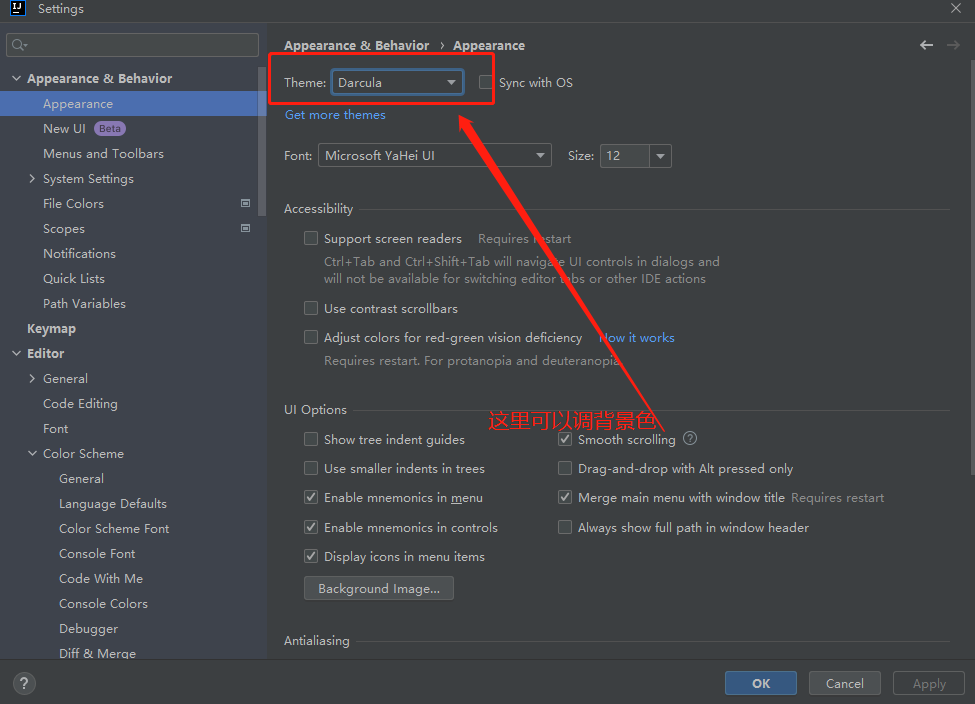 IJ Settings
Appearance & Behavior › Appearance
Appearance & Behavior
Theme: Darcula Sync with OS
Appearance
Get more themes
New UI Beta
Menus and Toolbars
Font: Microsoft YaHei UI Size: 12
System Settings
File Colors
Accessibility
Scopes
Support screen readers Requires restart
Notifications
Ctrl+Tab and Ctrl+Shift+Tab will navigate UI controls in dialogs and
Quick Lists
will not be available for switching editor tabs or other IDE actions
Path Variables
Use contrast scrollbars
Keymap
Adjust colors for red-green vision deficiency How it works
Editor
Requires restart. For protanopia and deuteranopia.
General
Code Editing
UI Options
这里可以调背景色
Font
Show tree indent guides
Smooth scrolling ?
Color Scheme
Use smaller indents in trees
Drag-and-drop with Alt pressed only
General
Enable mnemonics in menu
Merge main menu with window title Requires restart
Language Defaults
Color Scheme Font
Enable mnemonics in controls
Always show full path in window header
Console Font
Display icons in menu items
Code With Me
Background Image...
Console Colors
Debugger
Antialiasing
Diff & Merge
? OK Cancel Apply